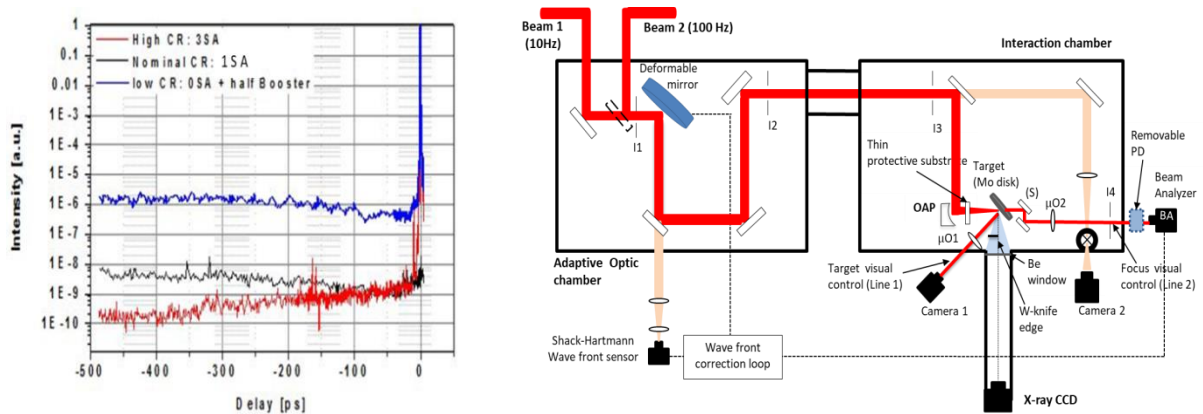 1
0.1
0.01
1E-3
1E-4
1E-5
1E-6
1E-7
1E-8
1E-9
1E-10
Intensity [a.u.]
High CR: 3SA
Nominal CR: 1SA
low CR: 0SA + half Booster
-500 -400 -300 -200 -100 0
Delay [ps]
Beam 1
(10Hz)
Beam 2 (100 Hz)
Deformable
mirror
I1
I2
Adaptive Optic
chamber
Shack-Hartmann
Wave front sensor
Wave front
correction loop
Interaction chamber
I3
Thin
protective substrate
Target
(Mo disk)
OAP
(S)
µO1
µO2
I4
Removable
PD
Beam
Analyzer
BA
Target visual
control (Line 1)
Camera 1
Be
window
W-knife
edge
Focus visual
control (Line 2)
Camera 2
X-ray CCD